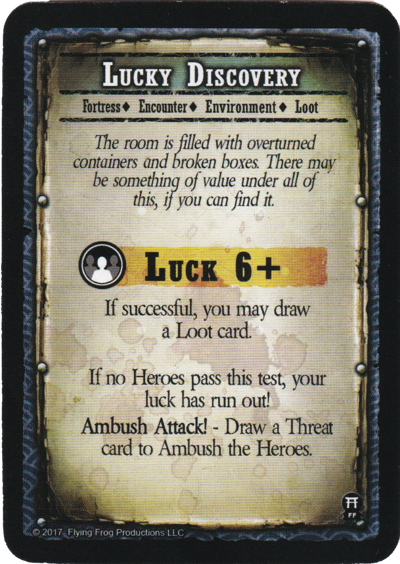 Lucky Discovery
Fortress♦ Encounter♦ Environment♦ Loot
The room is filled with overturned
containers and broken boxes. There may
be something of value under all of
this, if you can find it.
Luck 6+
If successful, you may draw
a Loot card.
If no Heroes pass this test, your
luck has run out!
Ambush Attack! - Draw a Threat
card to Ambush the Heroes.
FF
© 2017 Flying Frog Productions LLC